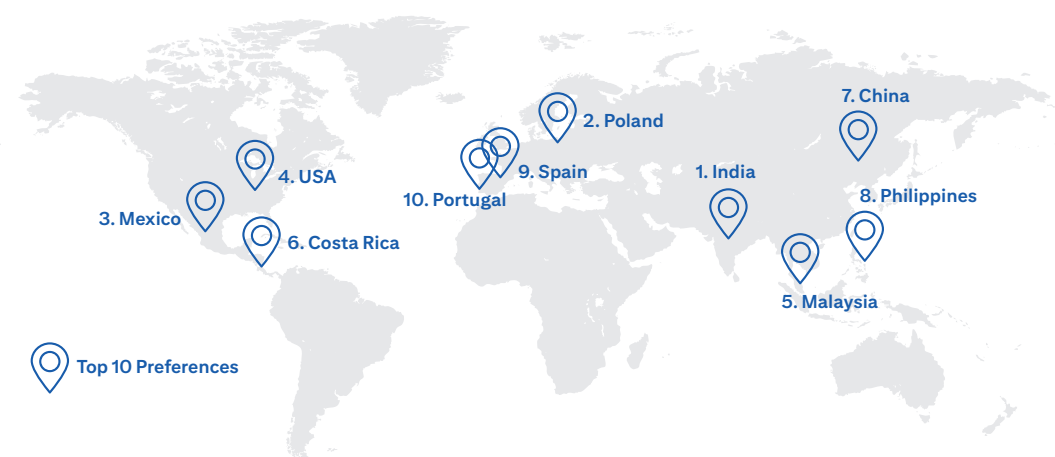 7. China
2. Poland
1. India
9. Spain
4. USA
8. Philippines
10. Portugal
3. Mexico
6. Costa Rica
5. Malaysia
Top 10 Preferences